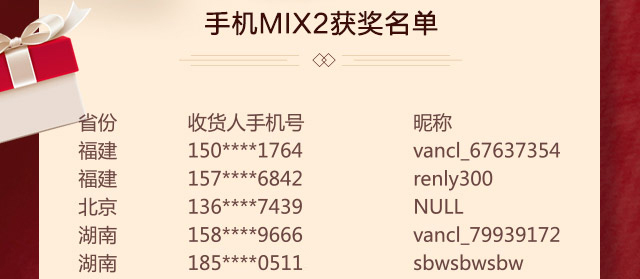 手机MIX2获奖名单
省份 收货人手机号 昵称
福建 150****1764 vancl_67637354
福建 157****6842 renly300
北京 136****7439 NULL
湖南 158****9666 vancl_79939172
湖南 185****0511 sbwsbwsbw